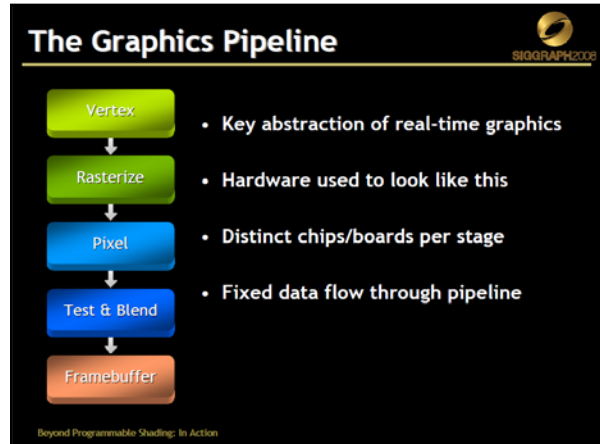 The Graphics Pipeline
SIGGRAPH2008
Vertex
Rasterize
Pixel
Test & Blend
Framebuffer
• Key abstraction of real-time graphics
• Hardware used to look like this
• Distinct chips/boards per stage
• Fixed data flow through pipeline
Beyond Programmable Shading: In Action